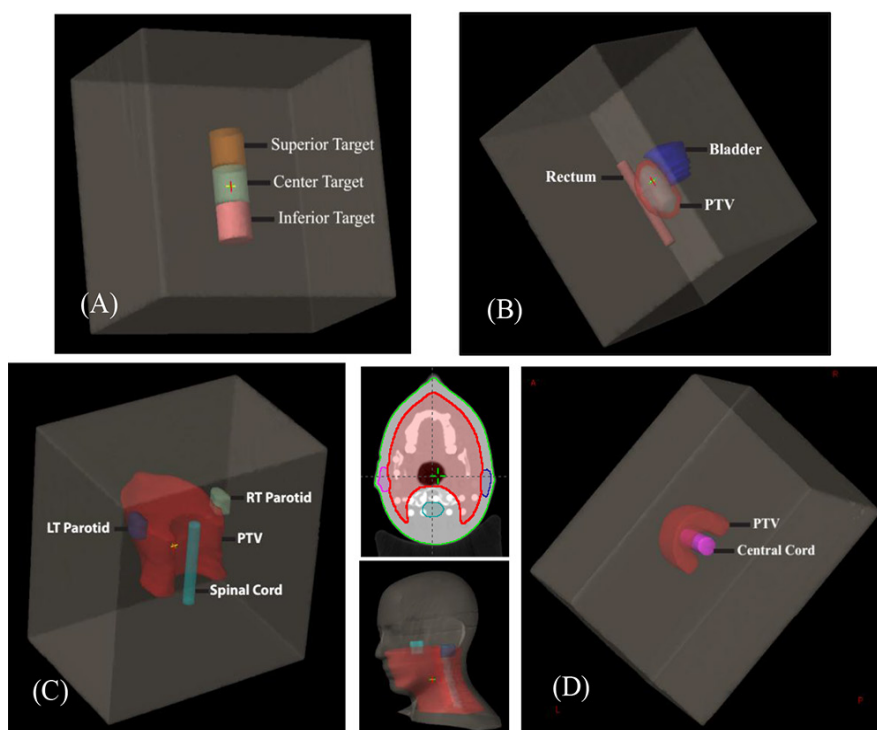 Superior Target
Center Target
Inferior Target
(A)
Bladder
Rectum
PTV
(B)
RT Parotid
LT Parotid
PTV
Spinal Cord
(C)
A
PTV
Central Cord
(D)
L
P